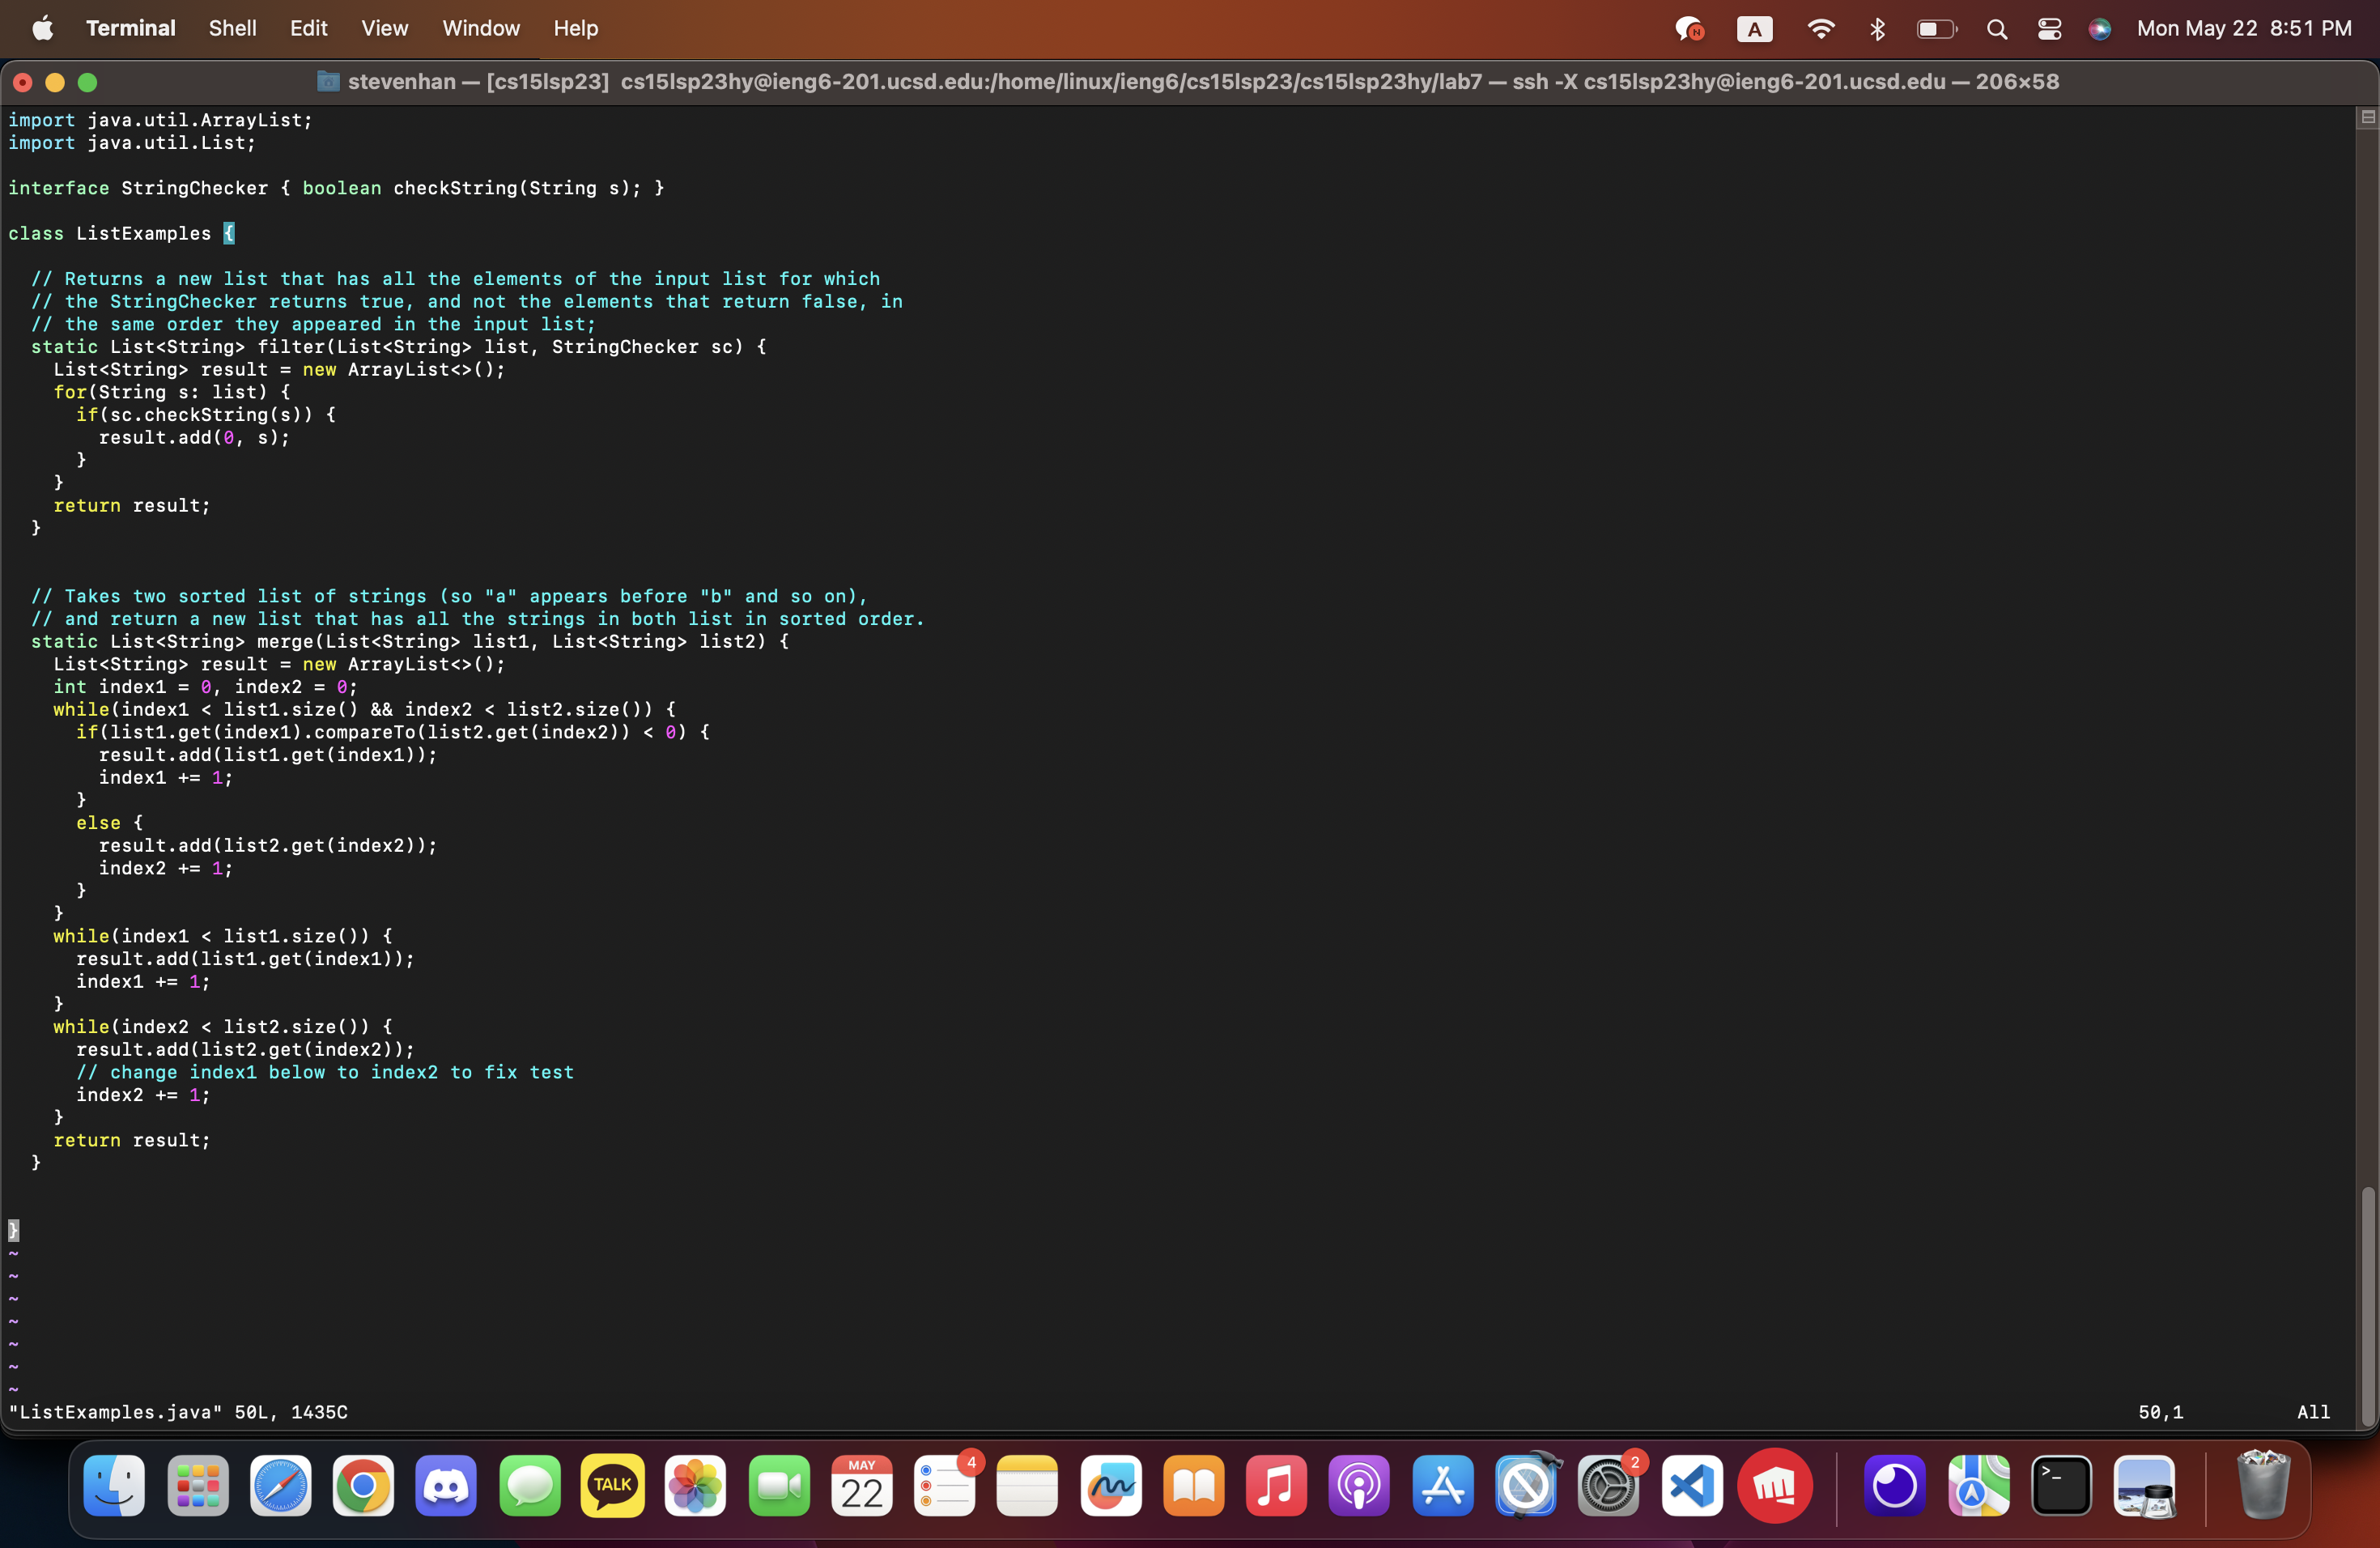 Terminal Shell Edit View Window Help N A Mon May 22 8:51 PM
stevenhan — [cs15lsp23] cs15lsp23hy@ieng6-201.ucsd.edu:/home/linux/ieng6/cs15lsp23/cs15lsp23hy/lab7 — ssh -X cs15lsp23hy@ieng6-201.ucsd.edu — 206×58
import java.util.ArrayList;
import java.util.List;

interface StringChecker { boolean checkString(String s); }

class ListExamples {

  // Returns a new list that has all the elements of the input list for which
  // the StringChecker returns true, and not the elements that return false, in
  // the same order they appeared in the input list;
  static List<String> filter(List<String> list, StringChecker sc) {
    List<String> result = new ArrayList<>();
    for(String s: list) {
      if(sc.checkString(s)) {
        result.add(0, s);
      }
    }
    return result;
  }


  // Takes two sorted list of strings (so "a" appears before "b" and so on),
  // and return a new list that has all the strings in both list in sorted order.
  static List<String> merge(List<String> list1, List<String> list2) {
    List<String> result = new ArrayList<>();
    int index1 = 0, index2 = 0;
    while(index1 < list1.size() && index2 < list2.size()) {
      if(list1.get(index1).compareTo(list2.get(index2)) < 0) {
        result.add(list1.get(index1));
        index1 += 1;
      }
      else {
        result.add(list2.get(index2));
        index2 += 1;
      }
    }
    while(index1 < list1.size()) {
      result.add(list1.get(index1));
      index1 += 1;
    }
    while(index2 < list2.size()) {
      result.add(list2.get(index2));
      // change index1 below to index2 to fix test
      index2 += 1;
    }
    return result;
  }


}
~
~
~
~
~
~
~
"ListExamples.java" 50L, 1435C 50,1 All
TALK MAY 22 4 2 >_